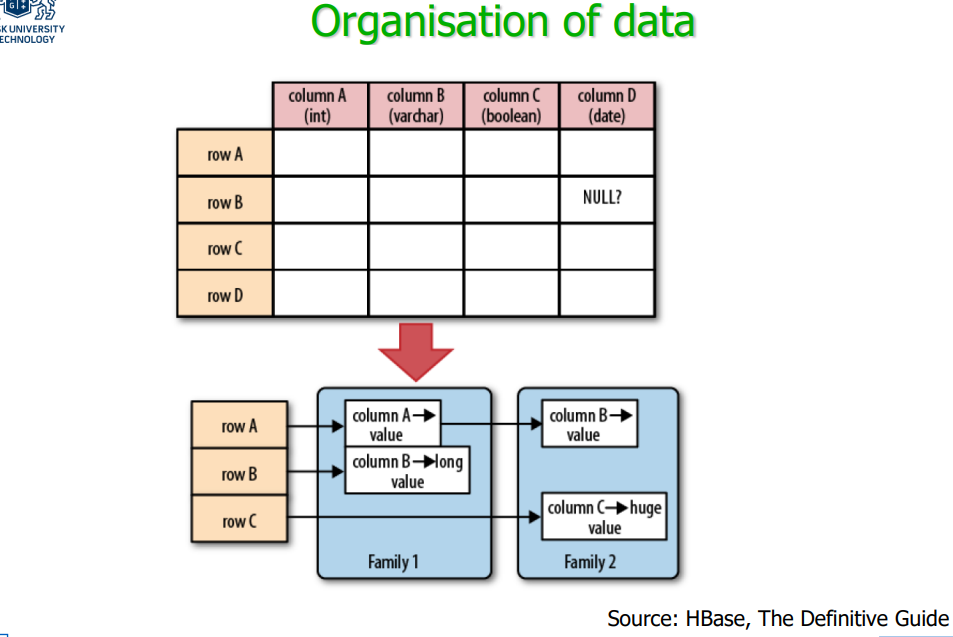 SK UNIVERSITY
ECHNOLOGY
Organisation of data
column A
(int)
column B
(varchar)
column C
(boolean)
column D
(date)
row A
row B
NULL?
row C
row D
row A
column A
value
column B
value
row B
column B long
value
row C
column C huge
value
Family 1
Family 2
Source: HBase, The Definitive Guide